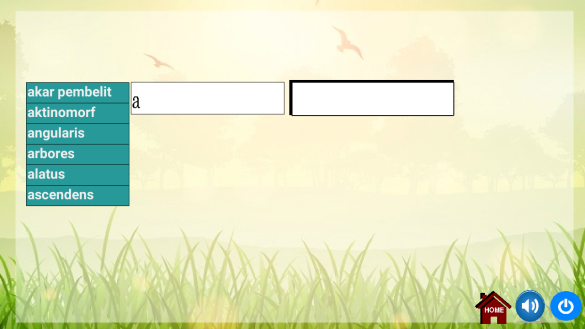 akar pembelit
a
aktinomorf
angularis
arbores
alatus
ascendens
HOME